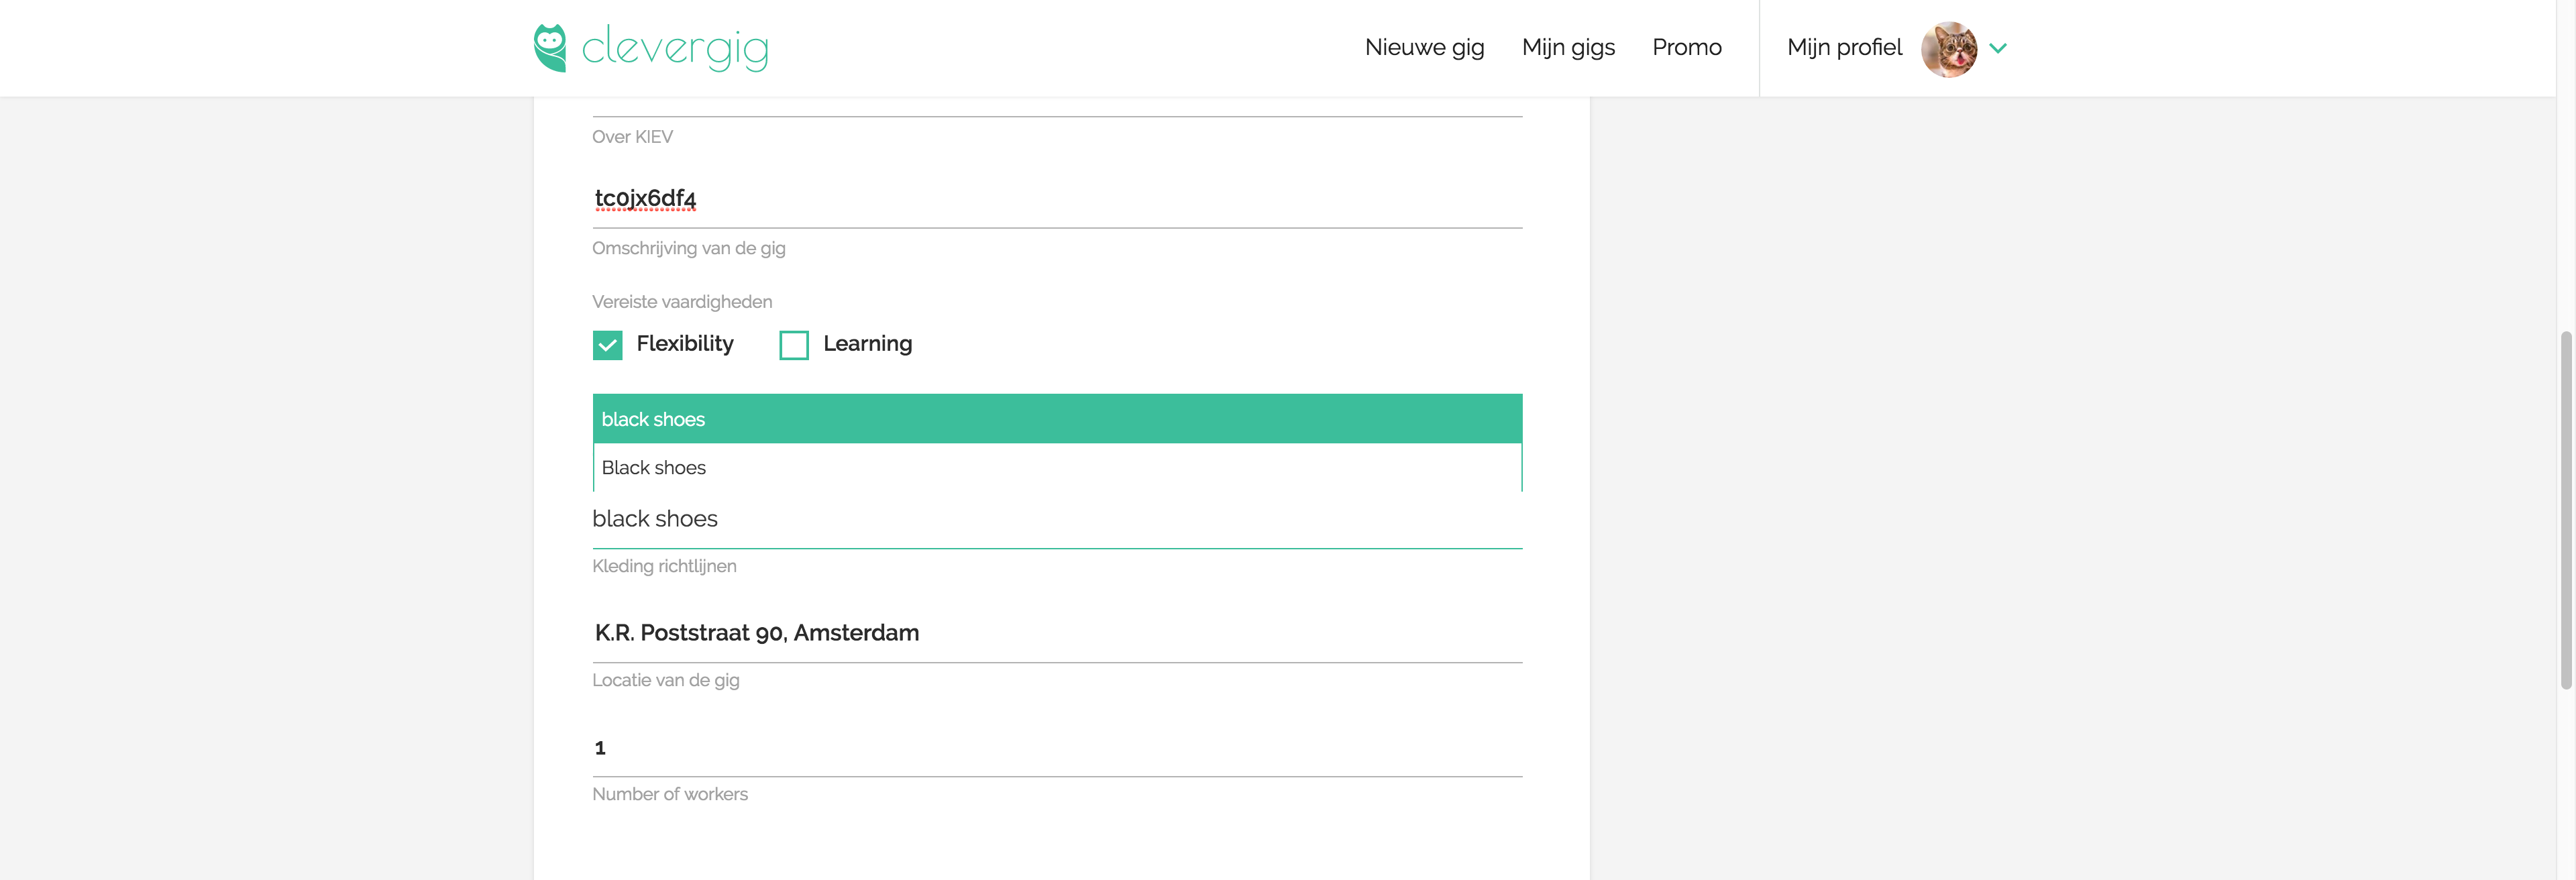 clevergig
Nieuwe gig Mijn gigs Promo Mijn profiel
Over KIEV
tc0jx6df4
Omschrijving van de gig
Vereiste vaardigheden
Flexibility Learning
black shoes
Black shoes
black shoes
Kleding richtlijnen
K.R. Poststraat 90, Amsterdam
Locatie van de gig
1
Number of workers